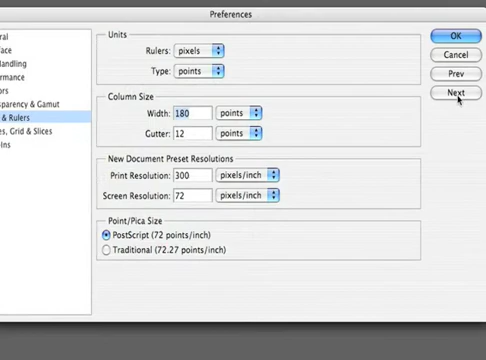 Preferences
ral
face
Handling
rmance
ors
sparency & Gamut
& Rulers
es, Grid & Slices
ins
Units
Rulers: pixels
Type: points
Column Size
Width: 180 points
Gutter: 12 points
New Document Preset Resolutions
Print Resolution: 300 pixels/inch
Screen Resolution: 72 pixels/inch
Point/Pica Size
PostScript (72 points/inch)
Traditional (72.27 points/inch)
OK
Cancel
Prev
Next